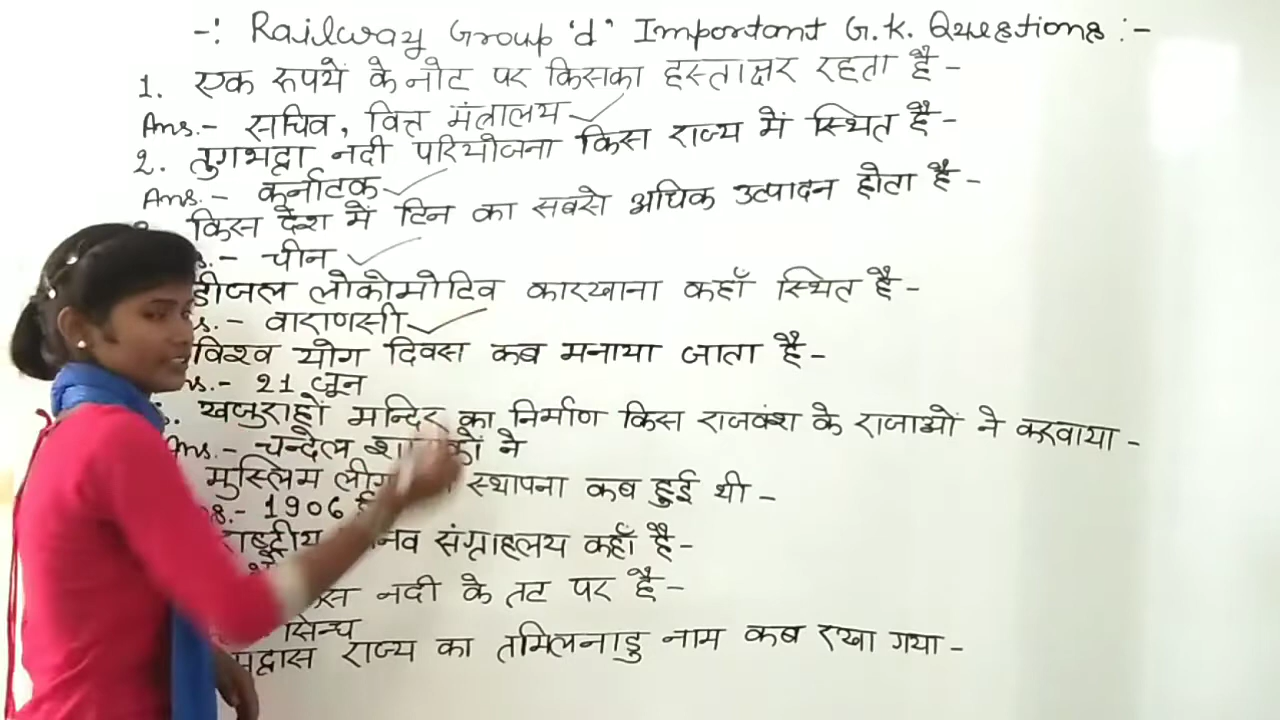 -: Railway Group 'd' Important G.K. Questions :-
1. एक रूपयें के नोट पर किसका हस्ताक्षर रहता है -
Ans.- सचिव, वित्त मंत्रालय
2. तुगभद्रा नदी परियोजना किस राज्य में स्थित है -
Ans.- कर्नाटक
किस देश में टिन का सबसे अधिक उत्पादन होता है -
s.- चीन
डीजल लोकोमोटिव कारखाना कहाँ स्थित है -
s.- वाराणसी
विश्व योग दिवस कब मनाया जाता है -
s.- 21 जून
खजुराहों मन्दिर का निर्माण किस राजवंश के राजाओं ने करवाया -
Ans.- चन्देल ने
मुस्लिम स्थापना कब हुई थी -
s.- 1906
राष्ट्रीय संग्राहलय कहाँ है -
नदी के तट पर है -
सिन्ध
मद्रास राज्य का तमिलनाडु नाम कब रखा गया -